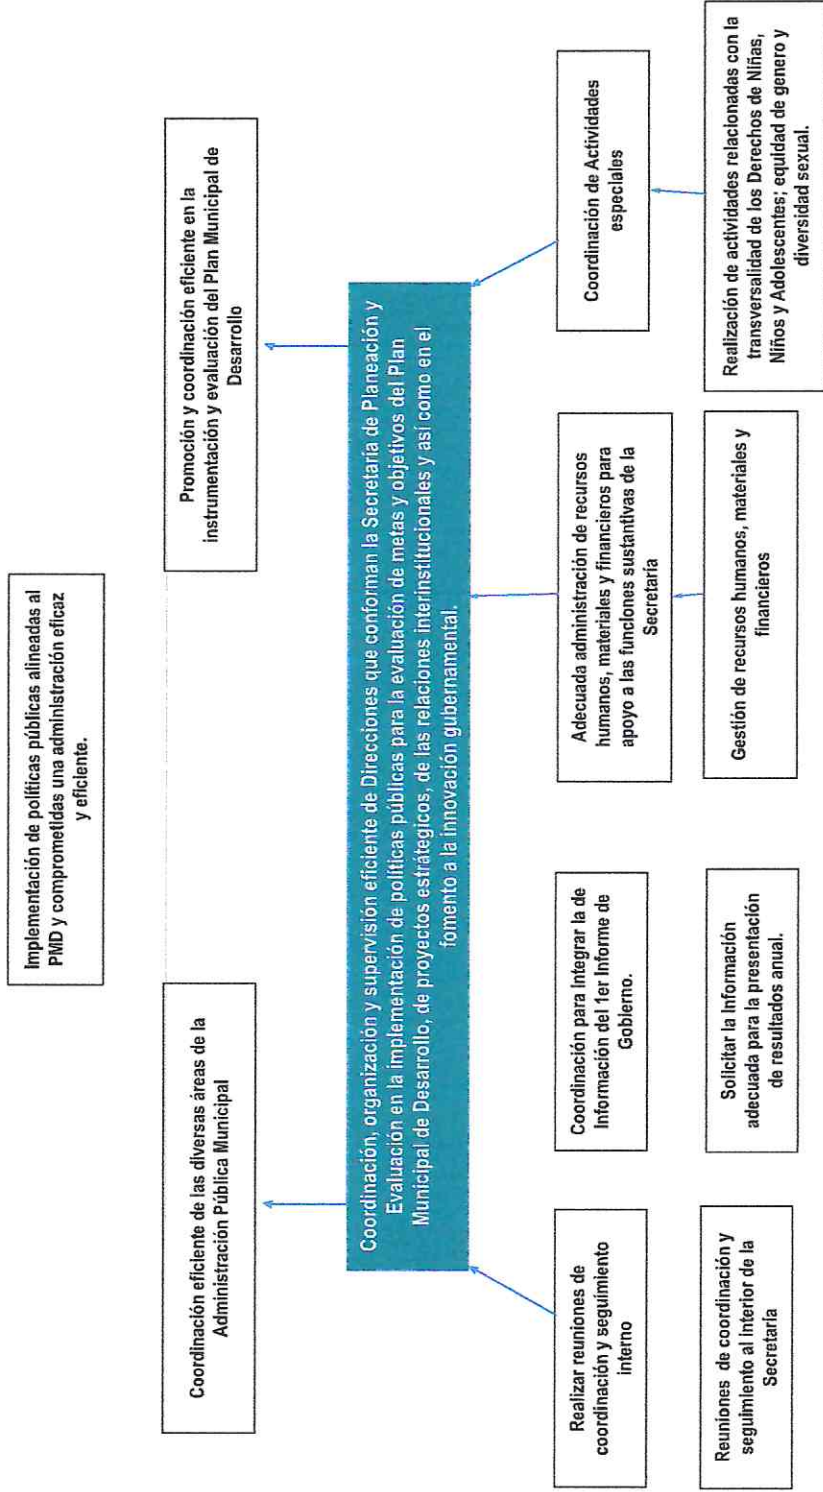 Implementación de políticas públicas alineadas al
PMD y comprometidas una administración eficaz
y eficiente.
Coordinación eficiente de las diversas áreas de la
Administración Pública Municipal
Promoción y coordinación eficiente en la
instrumentación y evaluación del Plan Municipal de
Desarrollo
Coordinación, organización y supervisión eficiente de Direcciones que conforman la Secretaría de Planeación y
Evaluación en la implementación de políticas públicas para la evaluación de metas y objetivos del Plan
Municipal de Desarrollo, de proyectos estrátegicos, de las relaciones interinstitucionales y así como en el
fomento a la innovación gubernamental.
Realizar reuniones de
coordinación y seguimiento
interno
Coordinación para Integrar la de
Información del 1er Informe de
Gobierno.
Adecuada administración de recursos
humanos, materiales y financieros para
apoyo a las funciones sustantivas de la
Secretaría
Coordinación de Actividades
especiales
Reuniones de coordinación y
seguimiento al Interior de la
Secretaría
Solicitar la Información
adecuada para la presentación
de resultados anual.
Gestión de recursos humanos, materiales y
financieros
Realización de actividades relacionadas con la
transversalidad de los Derechos de Niñas,
Niños y Adolescentes; equidad de genero y
diversidad sexual.